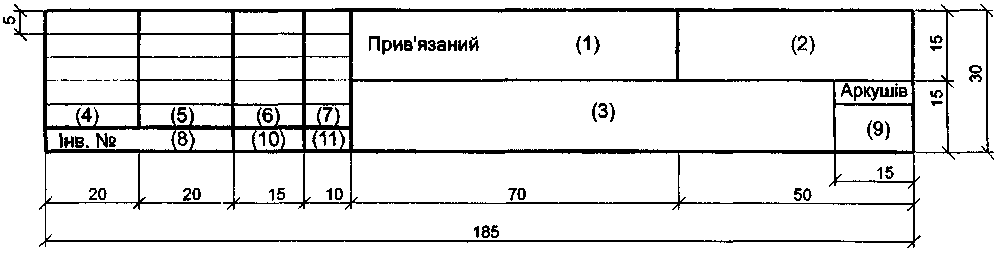 5
Прив'язаний (1) (2) 15 30
Аркушів
(4) (5) (6) (7) (3) 15
Інв. № (8) (10) (11) (9)
15
20 20 15 10 70 50
185